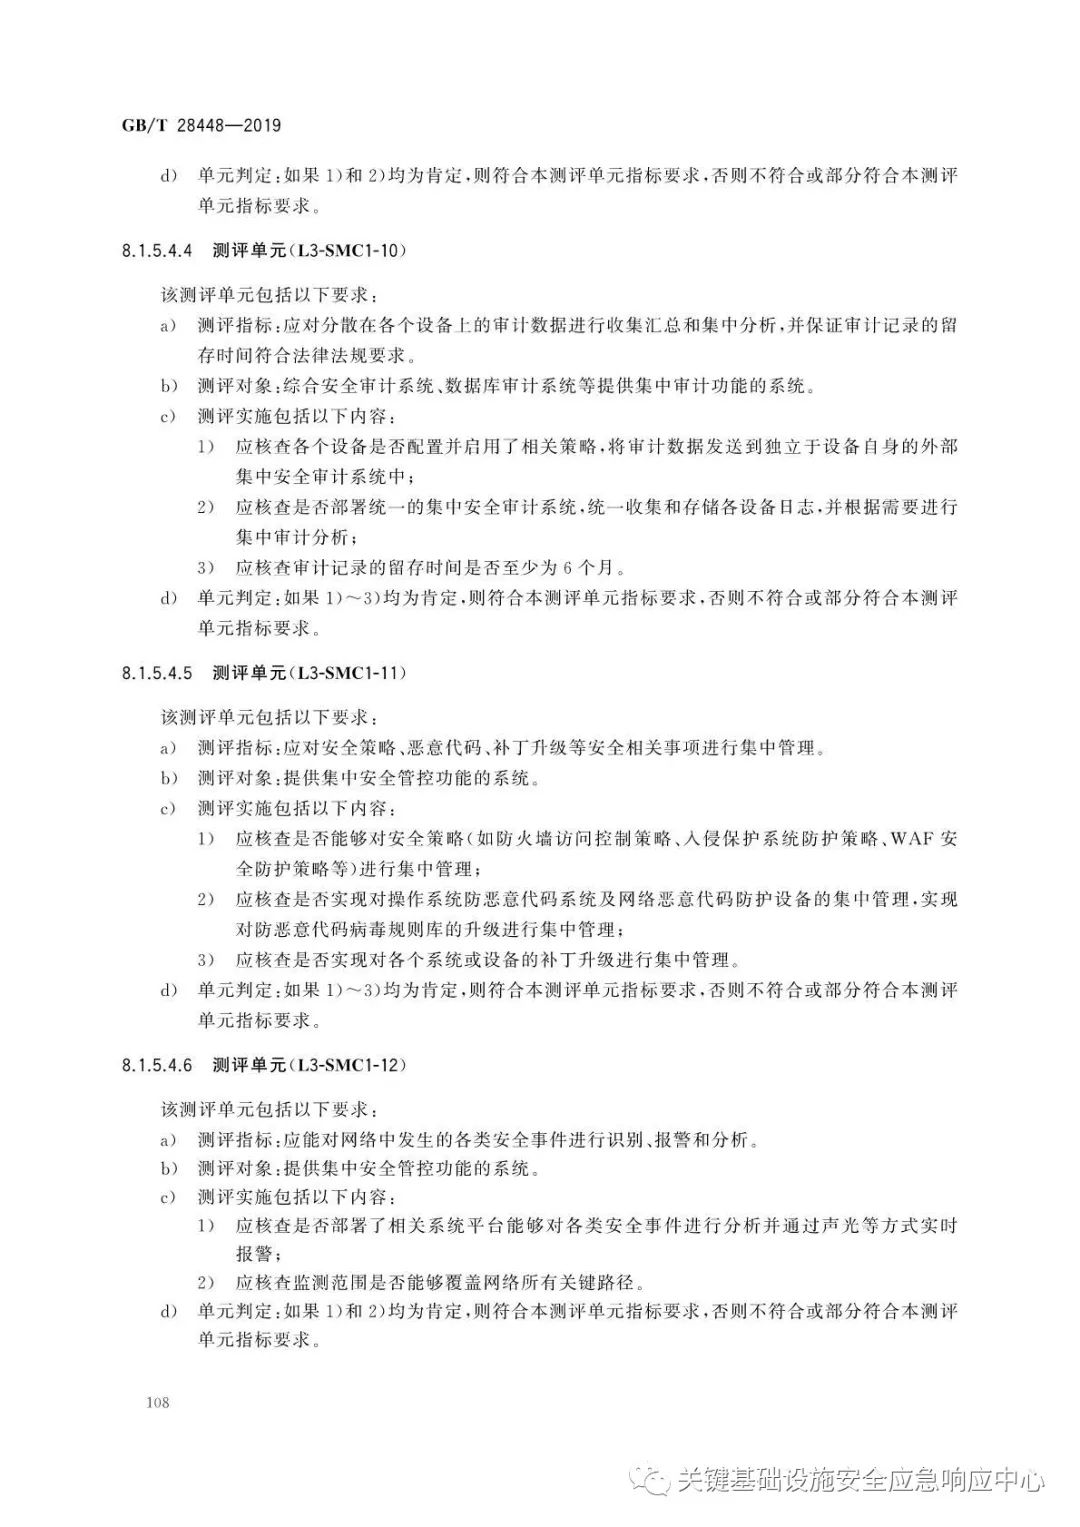 GB/T 28448—2019
d) 单元判定:如果 1)和 2)均为肯定,则符合本测评单元指标要求,否则不符合或部分符合本测评
单元指标要求。
8.1.5.4.4 测评单元(L3-SMC1-10)
该测评单元包括以下要求:
a) 测评指标:应对分散在各个设备上的审计数据进行收集汇总和集中分析,并保证审计记录的留
存时间符合法律法规要求。
b) 测评对象:综合安全审计系统、数据库审计系统等提供集中审计功能的系统。
c) 测评实施包括以下内容:
1) 应核查各个设备是否配置并启用了相关策略,将审计数据发送到独立于设备自身的外部
集中安全审计系统中;
2) 应核查是否部署统一的集中安全审计系统,统一收集和存储各设备日志,并根据需要进行
集中审计分析;
3) 应核查审计记录的留存时间是否至少为 6 个月。
d) 单元判定:如果 1)~3)均为肯定,则符合本测评单元指标要求,否则不符合或部分符合本测评
单元指标要求。
8.1.5.4.5 测评单元(L3-SMC1-11)
该测评单元包括以下要求:
a) 测评指标:应对安全策略、恶意代码、补丁升级等安全相关事项进行集中管理。
b) 测评对象:提供集中安全管控功能的系统。
c) 测评实施包括以下内容:
1) 应核查是否能够对安全策略(如防火墙访问控制策略、入侵保护系统防护策略、WAF 安
全防护策略等)进行集中管理;
2) 应核查是否实现对操作系统防恶意代码系统及网络恶意代码防护设备的集中管理,实现
对防恶意代码病毒规则库的升级进行集中管理;
3) 应核查是否实现对各个系统或设备的补丁升级进行集中管理。
d) 单元判定:如果 1)~3)均为肯定,则符合本测评单元指标要求,否则不符合或部分符合本测评
单元指标要求。
8.1.5.4.6 测评单元(L3-SMC1-12)
该测评单元包括以下要求:
a) 测评指标:应能对网络中发生的各类安全事件进行识别、报警和分析。
b) 测评对象:提供集中安全管控功能的系统。
c) 测评实施包括以下内容:
1) 应核查是否部署了相关系统平台能够对各类安全事件进行分析并通过声光等方式实时
报警;
2) 应核查监测范围是否能够覆盖网络所有关键路径。
d) 单元判定:如果 1)和 2)均为肯定,则符合本测评单元指标要求,否则不符合或部分符合本测评
单元指标要求。
108
关键基础设施安全应急响应中心